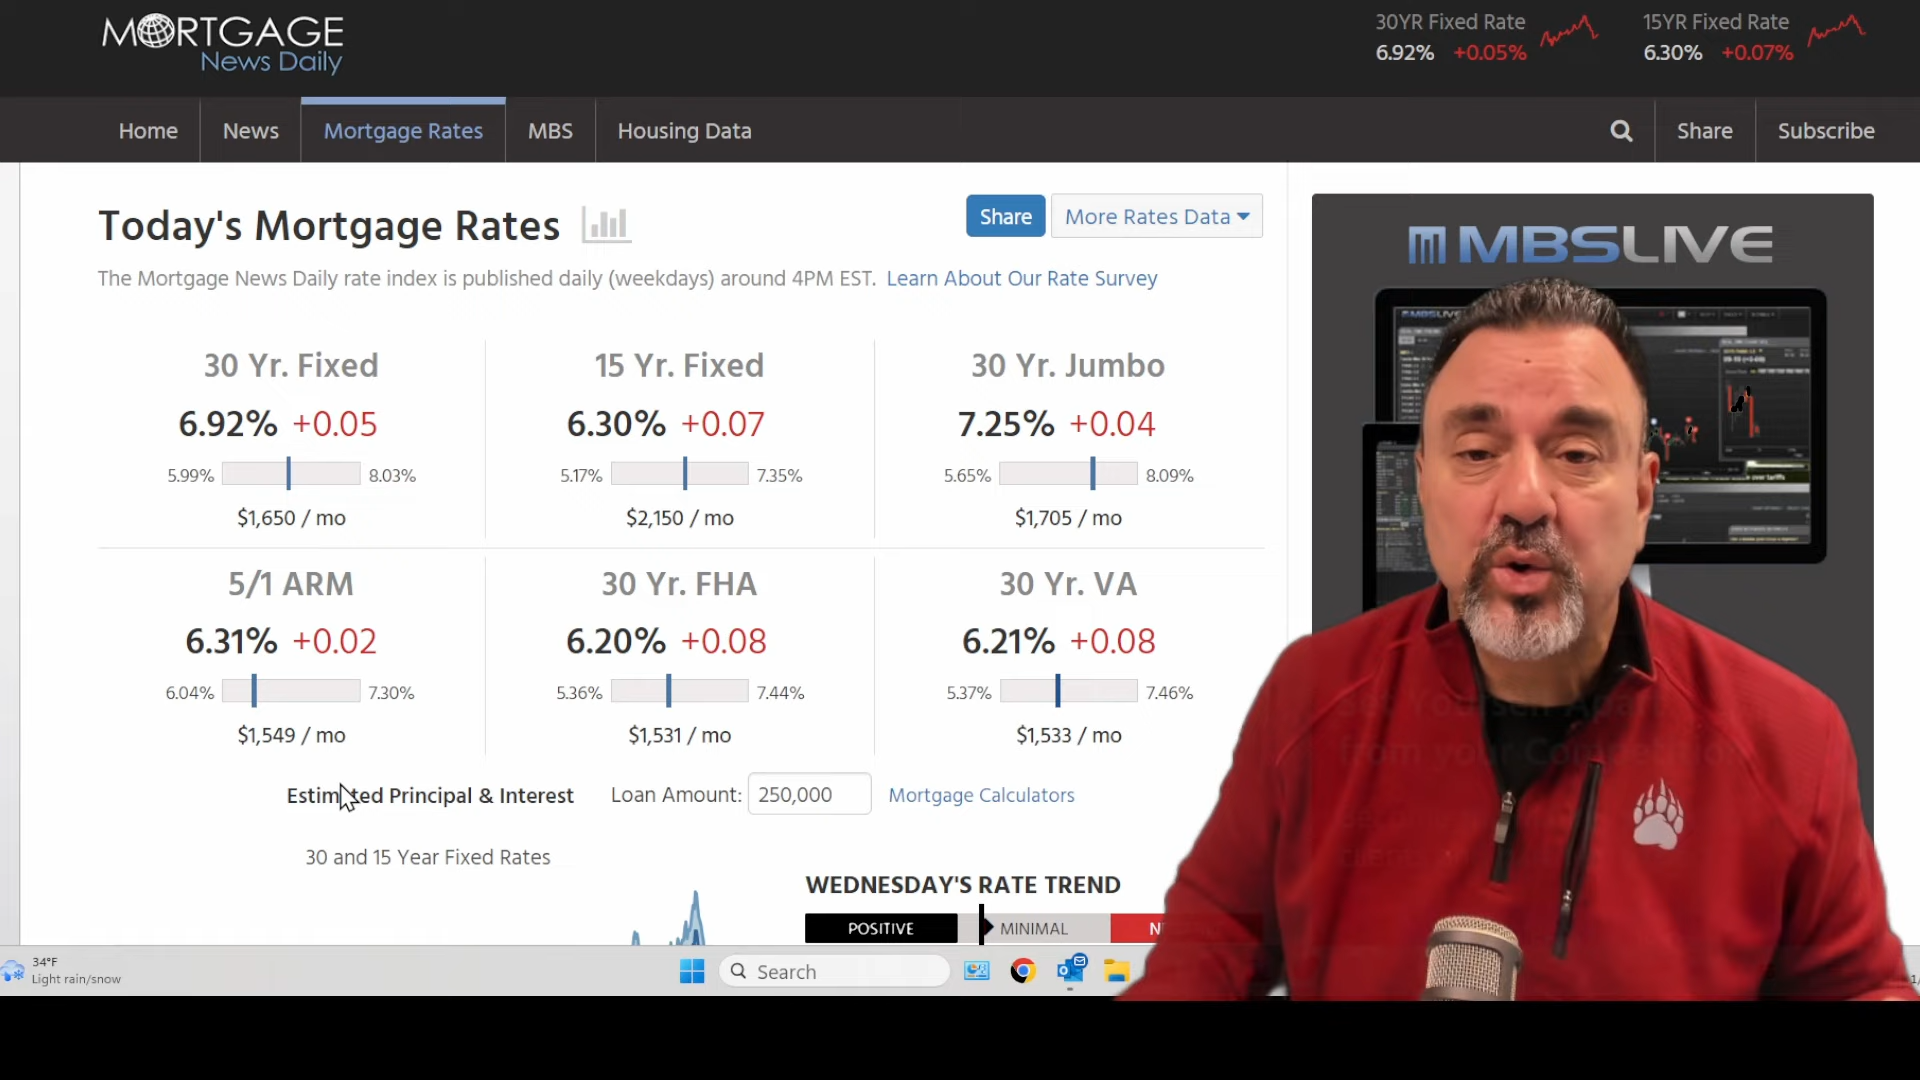 MORTGAGE
News Daily
30YR Fixed Rate
6.92% +0.05%
15YR Fixed Rate
6.30% +0.07%
Home
News
Mortgage Rates
MBS
Housing Data
Share
Subscribe
Today's Mortgage Rates
Share
More Rates Data
The Mortgage News Daily rate index is published daily (weekdays) around 4PM EST. Learn About Our Rate Survey
30 Yr. Fixed
6.92% +0.05
5.99% 8.03%
$1,650 / mo
15 Yr. Fixed
6.30% +0.07
5.17% 7.35%
$2,150 / mo
30 Yr. Jumbo
7.25% +0.04
5.65% 8.09%
$1,705 / mo
5/1 ARM
6.31% +0.02
6.04% 7.30%
$1,549 / mo
30 Yr. FHA
6.20% +0.08
5.36% 7.44%
$1,531 / mo
30 Yr. VA
6.21% +0.08
5.37% 7.46%
$1,533 / mo
Estimated Principal & Interest
Loan Amount: 250,000
Mortgage Calculators
30 and 15 Year Fixed Rates
WEDNESDAY'S RATE TREND
POSITIVE
MINIMAL
MBSLIVE
MBSLIVE
over tariffs
from your
34°F
Light rain/snow
Search